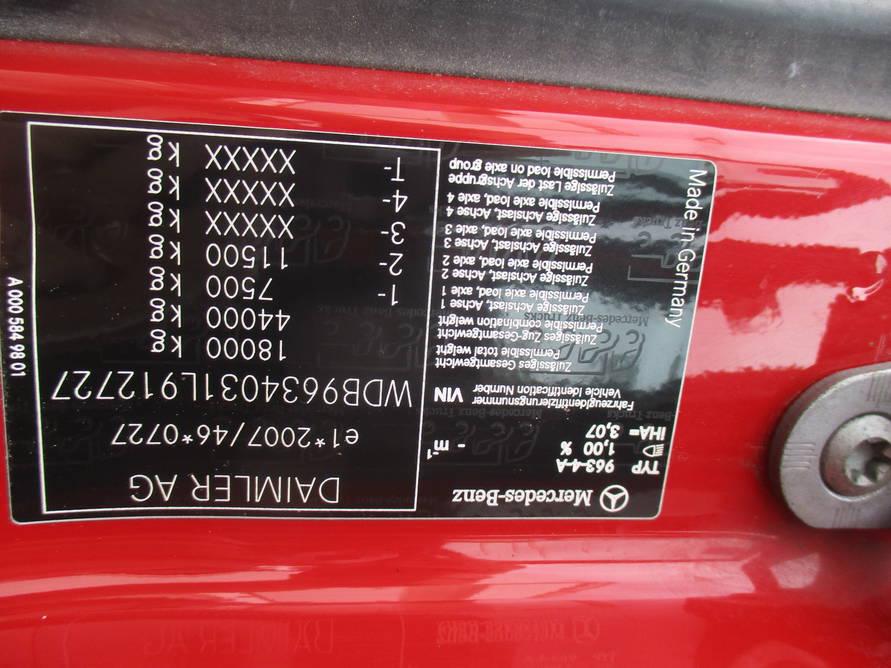 Mercedes-Benz
DAIMLER AG
TYP 963-4-A
1,00 % - m⁻¹
iHA= 3,07
e1*2007/46*0727
Fahrzeugidentifizierungsnummer
Vehicle Identification Number VIN WDB9634031L912727
Zulässiges Gesamtgewicht
Permissible total weight 18000 kg
Zulässiges Zug-Gesamtgewicht
Permissible combination weight 44000 kg
Zulässige Achslast, Achse 1
Permissible axle load, axle 1 1- 7500 kg
Zulässige Achslast, Achse 2
Permissible axle load, axle 2 2- 11500 kg
Zulässige Achslast, Achse 3
Permissible axle load, axle 3 3- XXXXX kg
Zulässige Achslast, Achse 4
Permissible axle load, axle 4 4- XXXXX kg
Zulässige Last der Achsgruppe
Permissible load on axle group T- XXXXX kg
Made in Germany
A 000 584 98 01